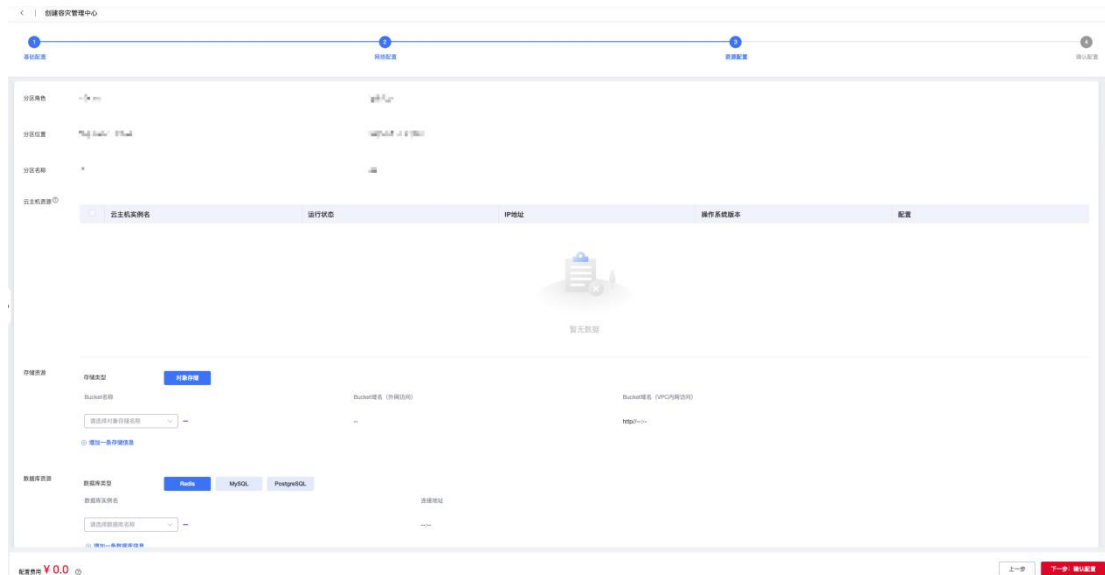 < | 创建容灾管理中心
1 2 3 4
基础配置 网络配置 资源配置 确认配置
分区角色
分区位置
分区名称
云主机资源 ?
云主机实例名 运行状态 IP地址 操作系统版本 配置
暂无数据
存储资源 存储类型 对象存储
Bucket名称 Bucket域名（外网访问） Bucket域名（VPC内网访问）
请选择对象存储名称 -- http//--:--
增加一条存储信息
数据库资源 数据库类型 Redis MySQL PostgreSQL
数据库实例名 连接地址
请选择数据库名称 --:--
增加一条数据库信息
配置费用 ¥ 0.0 ? 上一步 下一步：确认配置